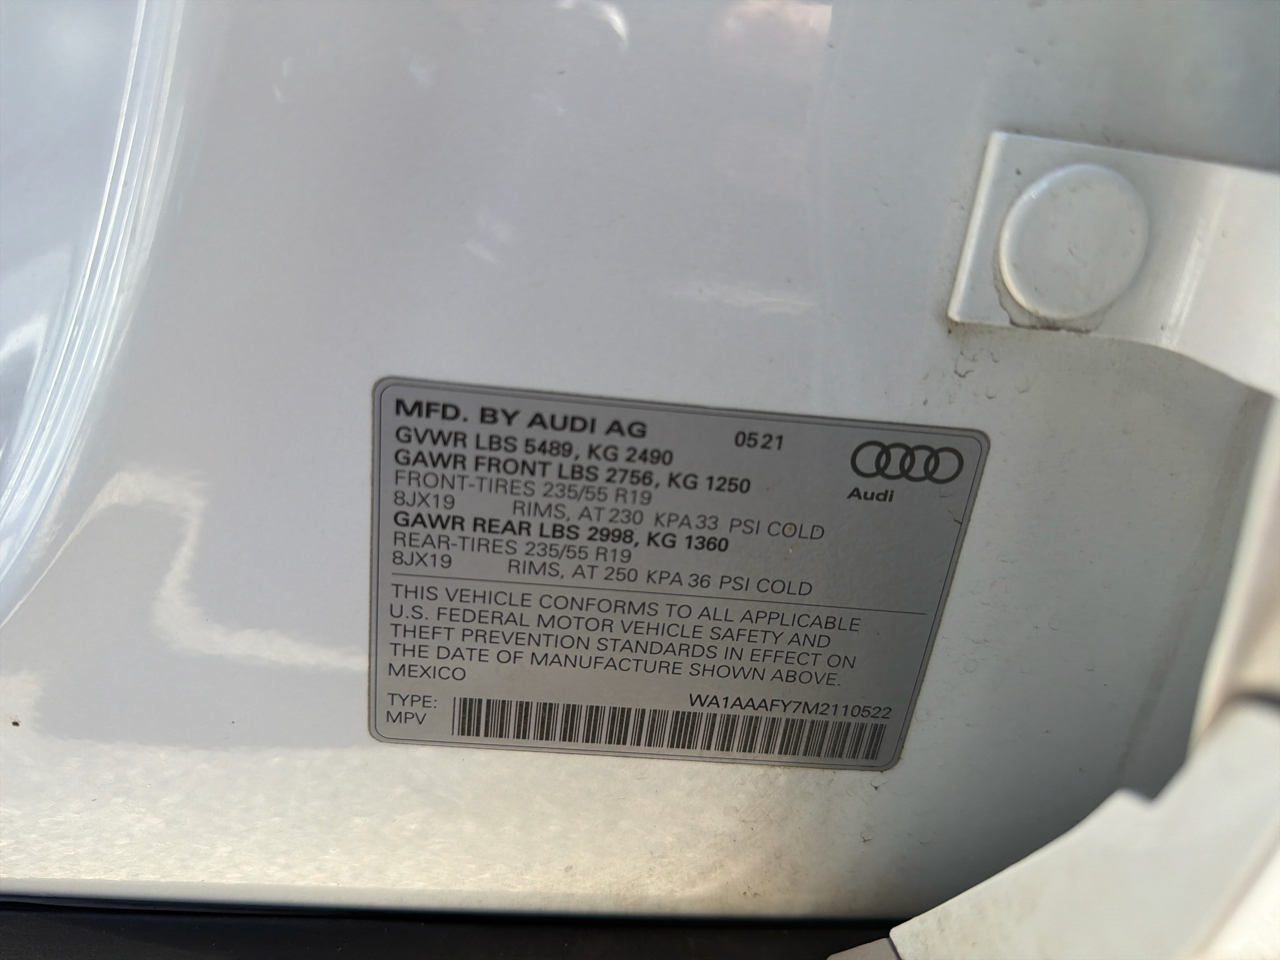 MFD. BY AUDI AG 0521
GVWR LBS 5489, KG 2490
GAWR FRONT LBS 2756, KG 1250
FRONT-TIRES 235/55 R19
8JX19 RIMS, AT 230 KPA 33 PSI COLD
GAWR REAR LBS 2998, KG 1360
REAR-TIRES 235/55 R19
8JX19 RIMS, AT 250 KPA 36 PSI COLD
Audi
THIS VEHICLE CONFORMS TO ALL APPLICABLE
U.S. FEDERAL MOTOR VEHICLE SAFETY AND
THEFT PREVENTION STANDARDS IN EFFECT ON
THE DATE OF MANUFACTURE SHOWN ABOVE.
MEXICO
TYPE: WA1AAAFY7M2110522
MPV